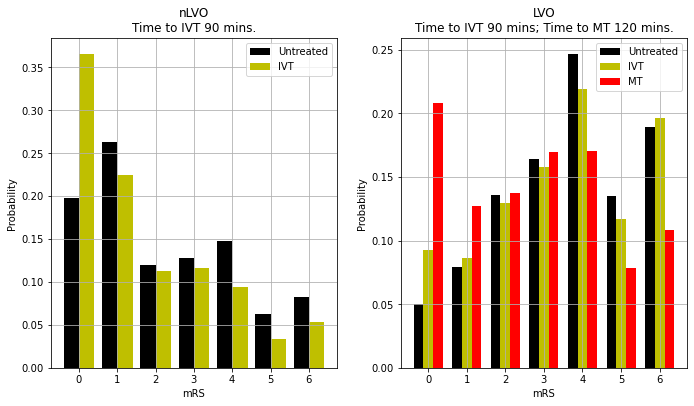 nLVO
Time to IVT 90 mins.
Untreated
IVT
Probability
0.35
0.30
0.25
0.20
0.15
0.10
0.05
0.00
0 1 2 3 4 5 6
mRS
LVO
Time to IVT 90 mins; Time to MT 120 mins.
Untreated
IVT
MT
Probability
0.25
0.20
0.15
0.10
0.05
0.00
0 1 2 3 4 5 6
mRS